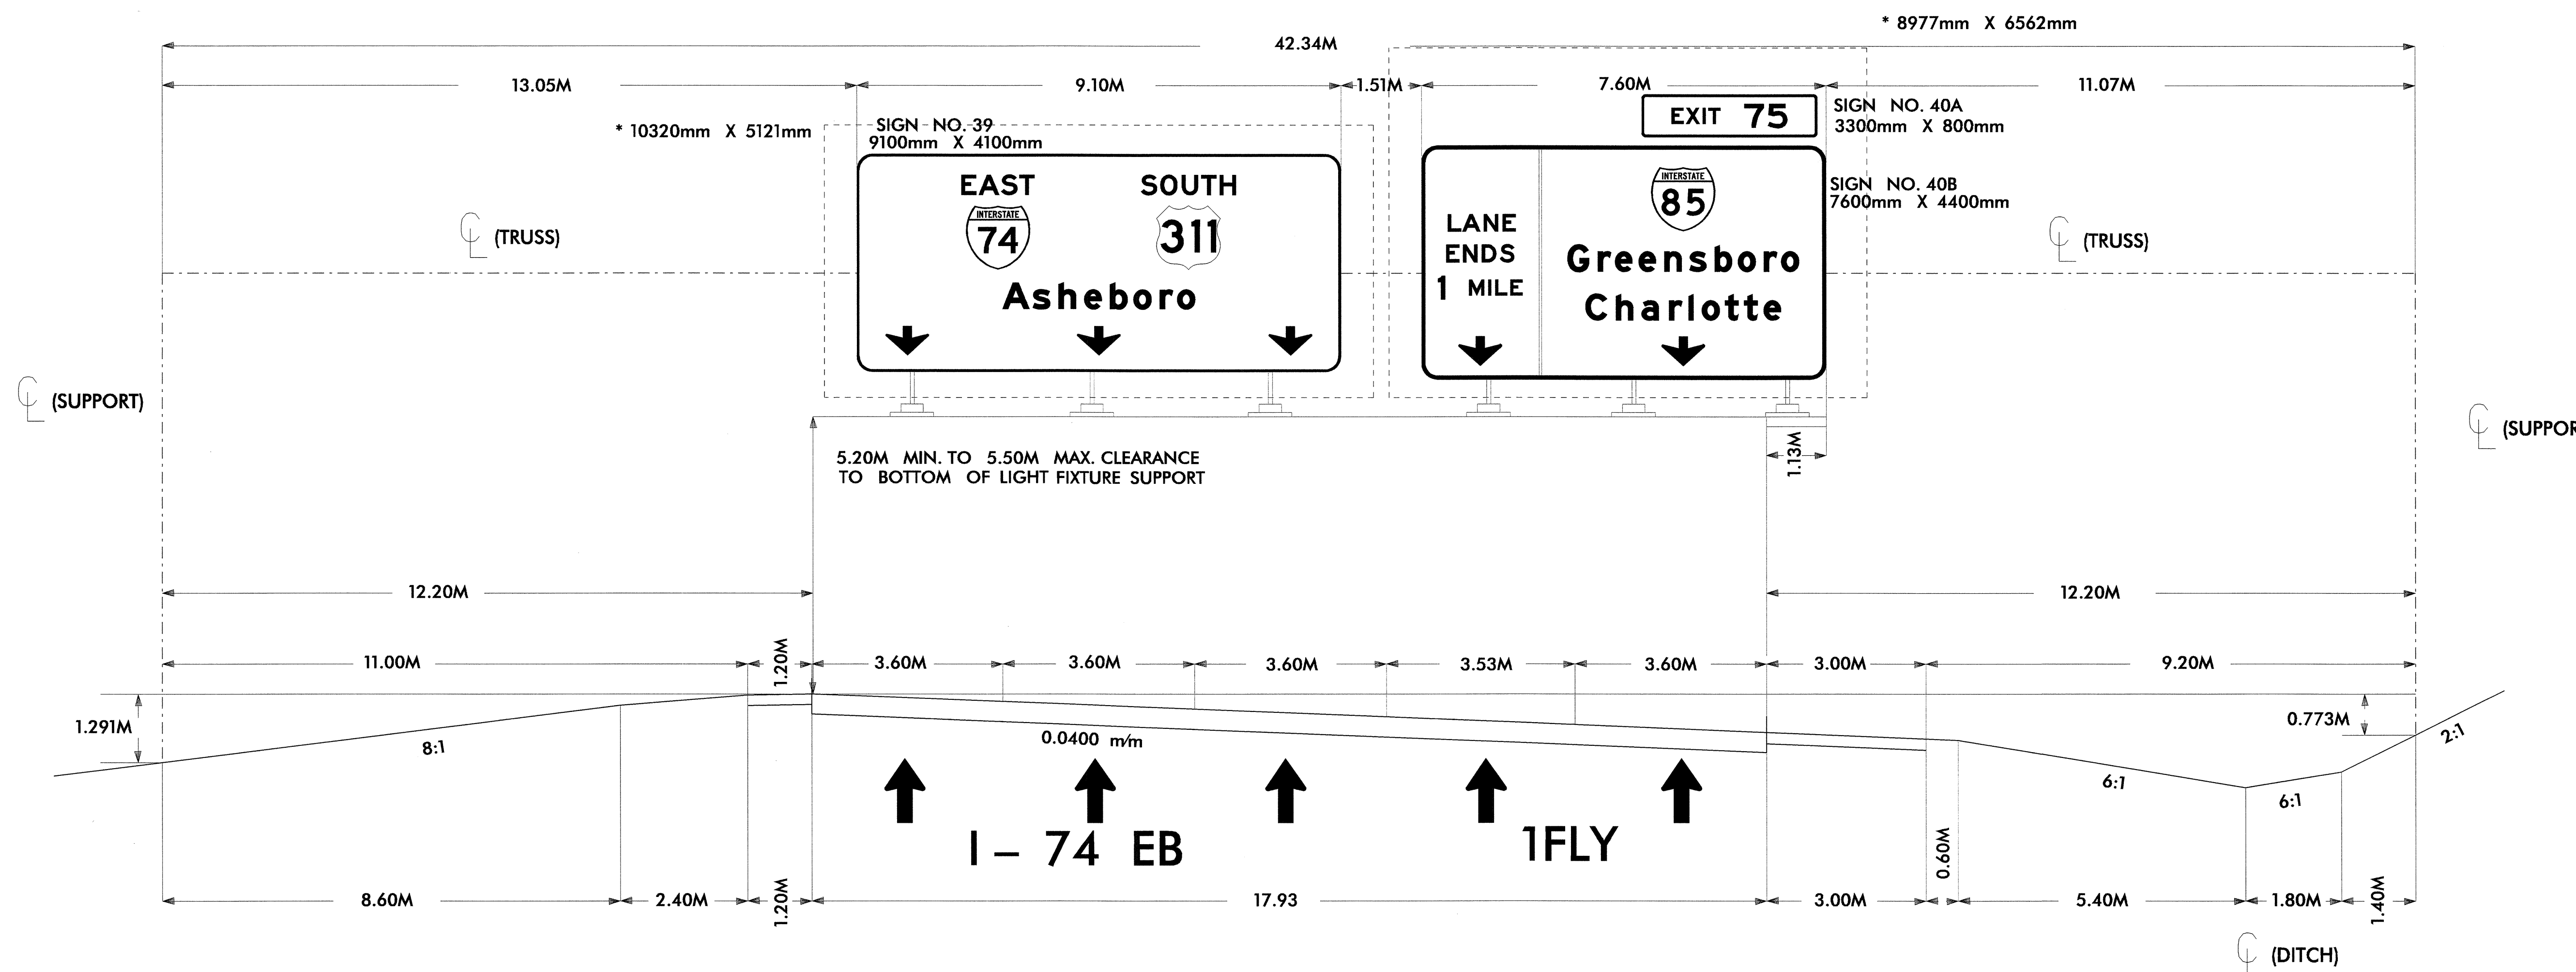 * 8977mm X 6562mm
42.34M
13.05M
9.10M
1.51M
7.60M
11.07M
* 10320mm X 5121mm
SIGN NO. 39
9100mm X 4100mm
EXIT 75
SIGN NO. 40A
3300mm X 800mm
SIGN NO. 40B
7600mm X 4400mm
EAST
SOUTH
INTERSTATE
74
311
Asheboro
LANE
ENDS
1 MILE
INTERSTATE
85
Greensboro
Charlotte
CL (TRUSS)
CL (TRUSS)
CL (SUPPORT)
CL (SUPPOR
5.20M MIN. TO 5.50M MAX. CLEARANCE
TO BOTTOM OF LIGHT FIXTURE SUPPORT
1.13M
12.20M
12.20M
11.00M
1.20M
3.60M
3.60M
3.60M
3.53M
3.60M
3.00M
9.20M
1.291M
8:1
0.0400 m/m
0.773M
2:1
6:1
6:1
I – 74 EB
1FLY
8.60M
2.40M
1.20M
17.93
3.00M
0.60M
5.40M
1.80M
1.40M
CL (DITCH)